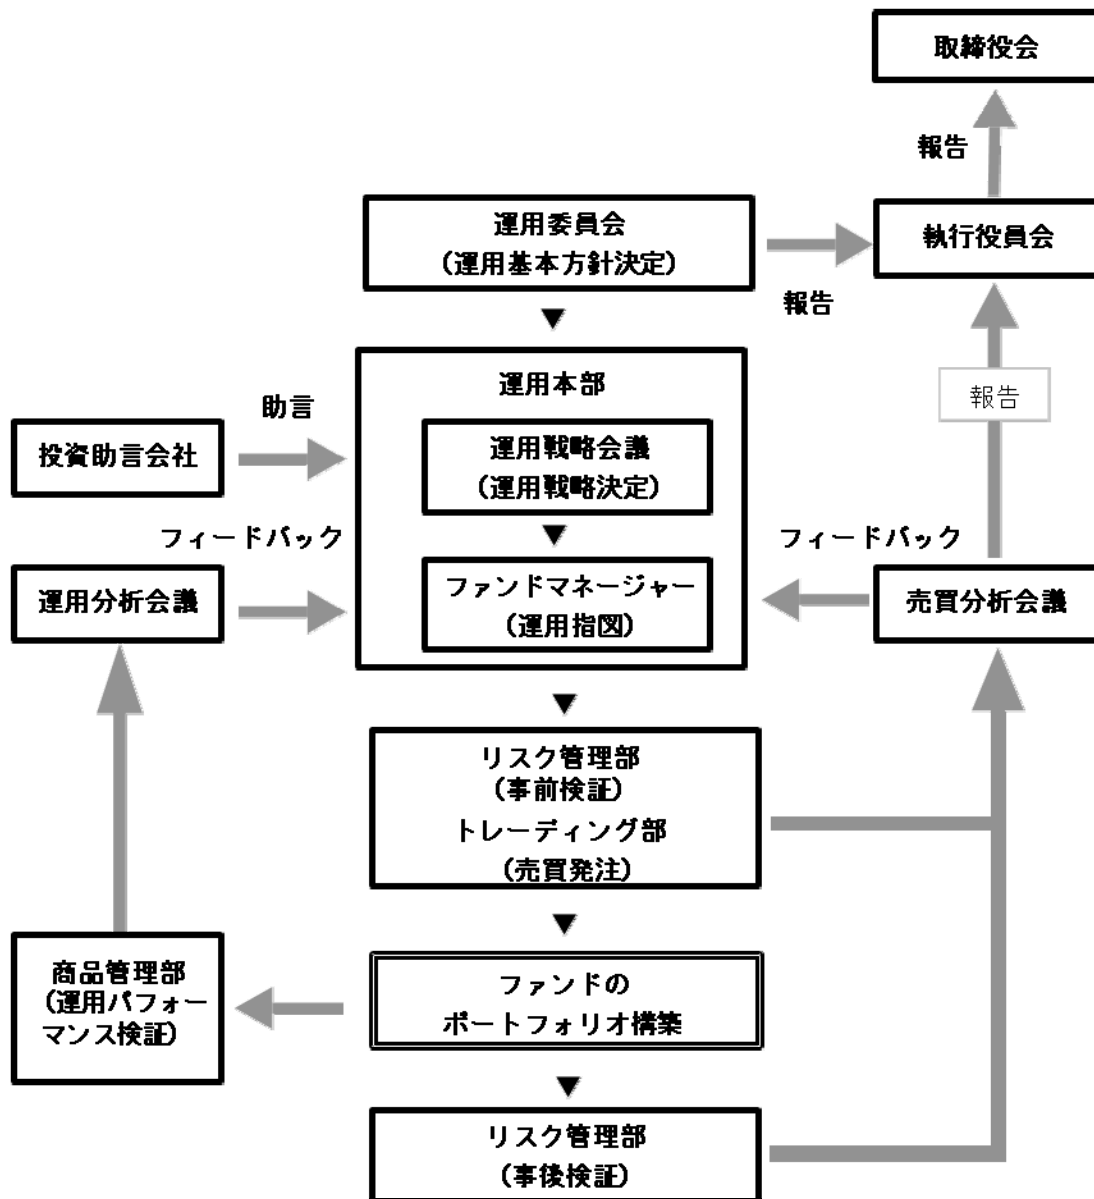 取締役会
報告
運用委員会
(運用基本方針決定)
執行役員会
報告
運用本部
報告
助言
投資助言会社
運用戦略会議
(運用戦略決定)
フィードバック
フィードバック
運用分析会議
ファンドマネージャー
(運用指図)
売買分析会議
リスク管理部
(事前検証)
トレーディング部
(売買発注)
商品管理部
(運用パフォー
マンス検証)
ファンドの
ポートフォリオ構築
リスク管理部
(事後検証)